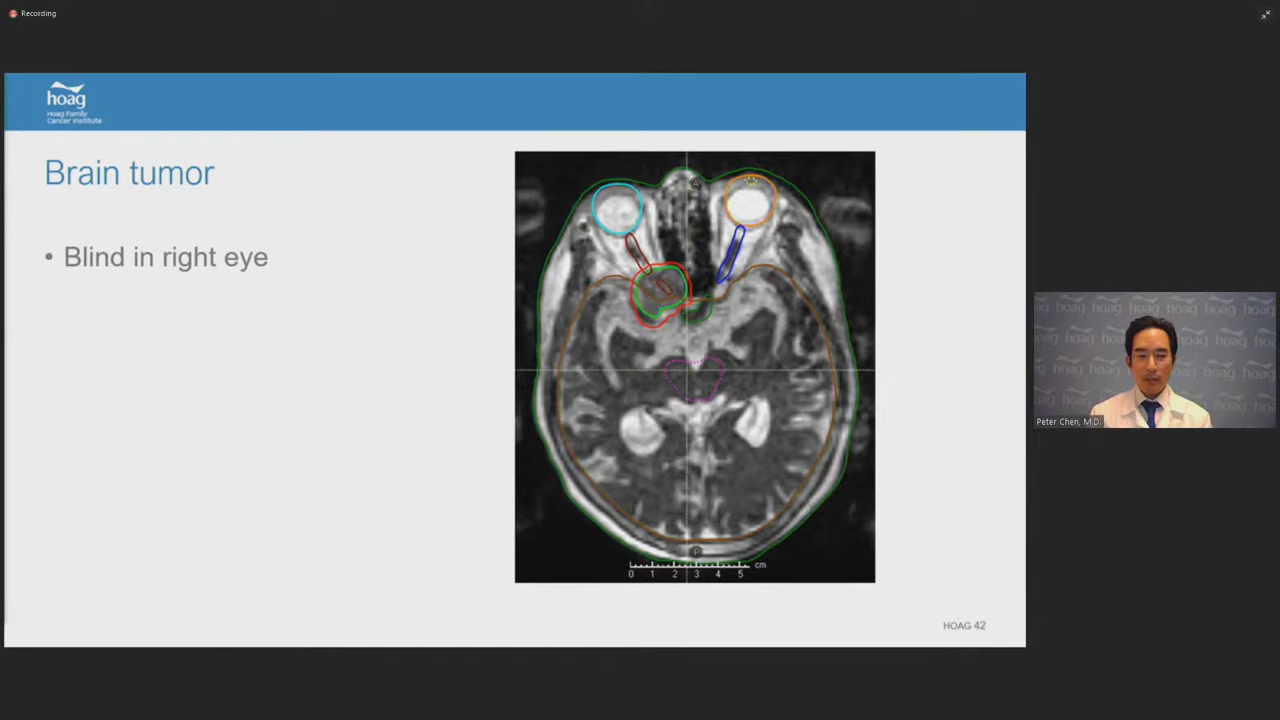 Recording
hoag
Hoag Family
Cancer Institute
Brain tumor
• Blind in right eye
A
P
cm
0 1 2 3 4 5
Peter Chen, M.D.
HOAG 42